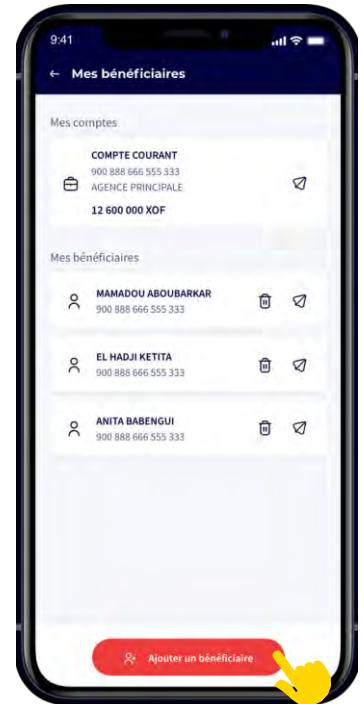 9:41
← Mes bénéficiaires
Mes comptes
COMPTE COURANT
900 888 666 555 333
AGENCE PRINCIPALE
12 600 000 XOF
Mes bénéficiaires
MAMADOU ABOUBARKAR
900 888 666 555 333
EL HADJI KETITA
900 888 666 555 333
ANITA BABENGUI
900 888 666 555 333
Ajouter un bénéficiaire